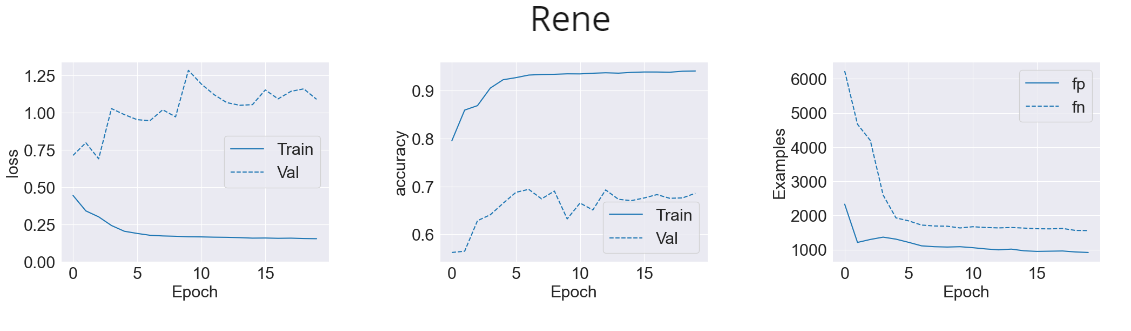 Rene
loss
1.25
1.00
0.75
0.50
0.25
0.00
0 5 10 15
Epoch
Train
Val
accuracy
0.9
0.8
0.7
0.6
0 5 10 15
Epoch
Train
Val
Examples
6000
5000
4000
3000
2000
1000
0 5 10 15
Epoch
fp
fn